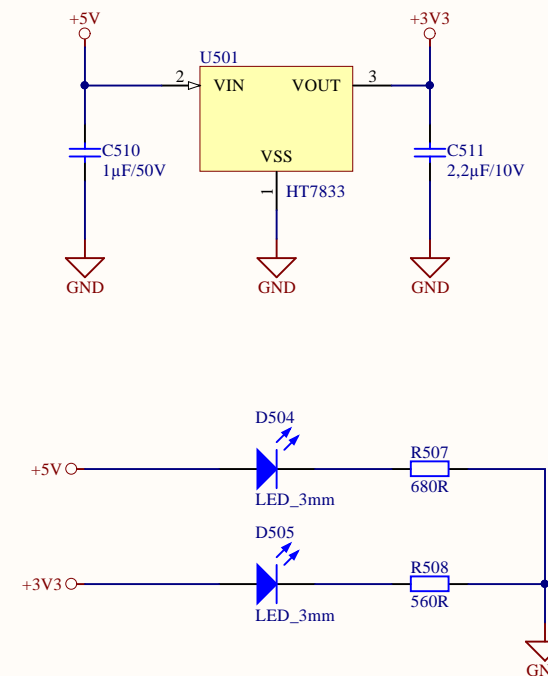 +5V
+3V3
U501
2
VIN
VOUT
3
C510
1µF/50V
VSS
C511
2,2µF/10V
1
HT7833
GND
GND
GND
D504
+5V
R507
680R
LED_3mm
D505
+3V3
R508
560R
LED_3mm
GN